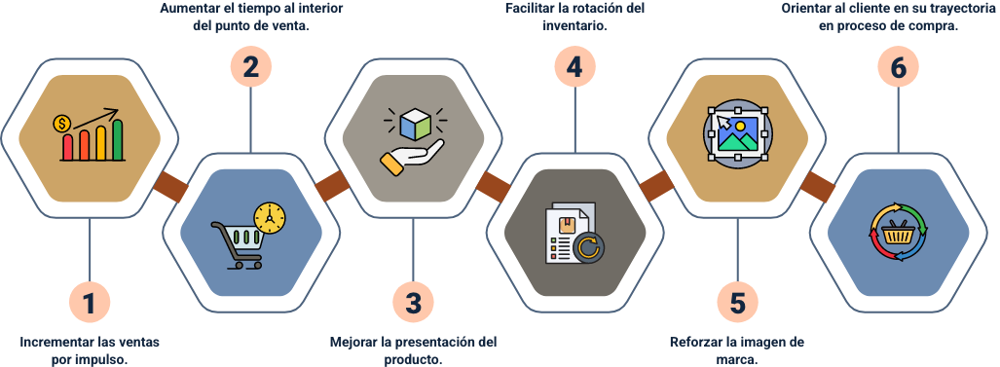 1
Incrementar las ventas
por impulso.
Aumentar el tiempo al interior
del punto de venta.
2
3
Mejorar la presentación del
producto.
Facilitar la rotación del
inventario.
4
5
Reforzar la imagen de
marca.
Orientar al cliente en su trayectoria
en proceso de compra.
6
$